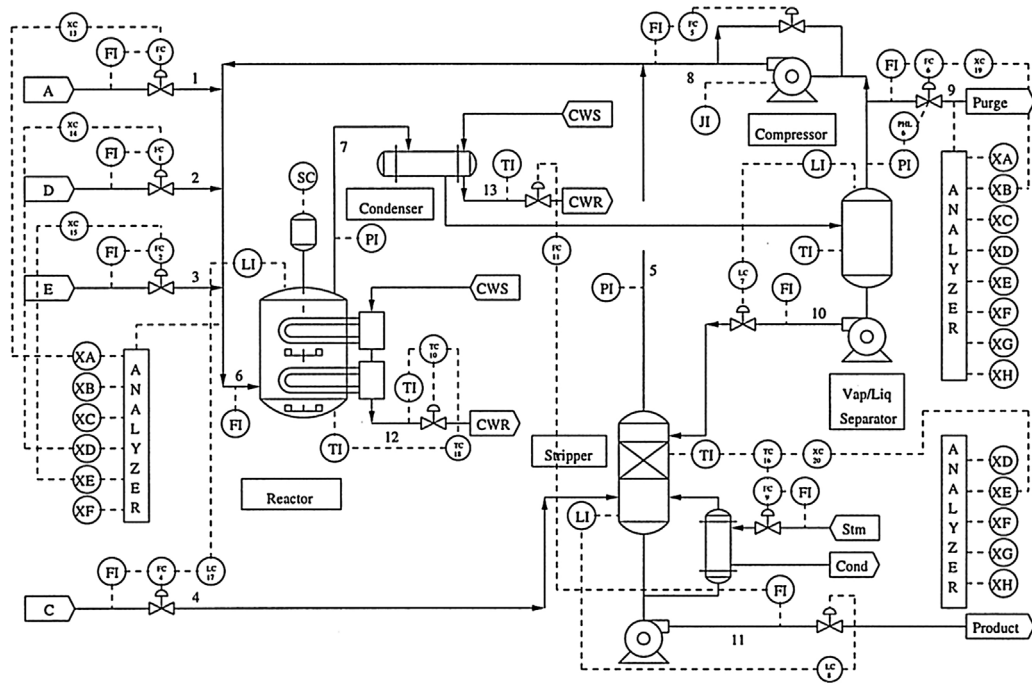 XC 13
FI
FC 3
A
1
XC 14
FI
FC 1
D
2
XC 15
FI
FC 2
E
3
FI
FC 5
8
JI
Compressor
FI
FC 6
XC 19
9
Purge
PHL 6
PI
LI
7
CWS
TI
13
CWR
Condenser
SC
PI
FC 11
LI
CWS
TI
LC 7
FI
10
PI
5
Vap/Liq
Separator
ANALYZER
XA
XB
XC
XD
XE
XF
XG
XH
XA
XB
XC
XD
XE
XF
ANALYZER
6
FI
TC 10
TI
12
CWR
TI
TC 18
Reactor
Stripper
TI
TC 16
XC 20
FC 9
FI
Stm
LI
Cond
ANALYZER
XD
XE
XF
XG
XH
FI
FC 4
LC 17
C
4
FI
11
Product
LC 8